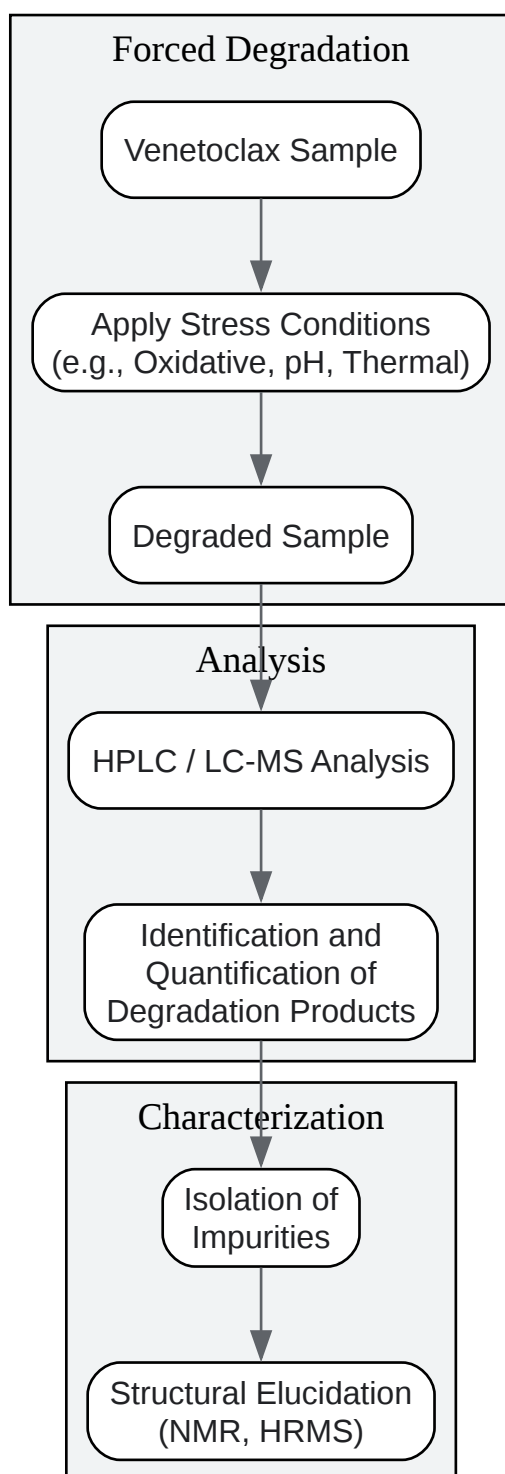 Forced Degradation
Venetoclax Sample
Apply Stress Conditions
(e.g., Oxidative, pH, Thermal)
Degraded Sample
Analysis
HPLC / LC-MS Analysis
Identification and
Quantification of
Degradation Products
Characterization
Isolation of
Impurities
Structural Elucidation
(NMR, HRMS)